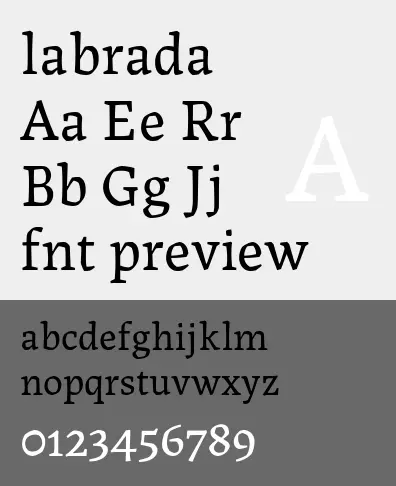 labrada
Aa Ee Rr
A
Bb Gg Jj
fnt preview
abcdefghijklm
nopqrstuvwxyz
0123456789